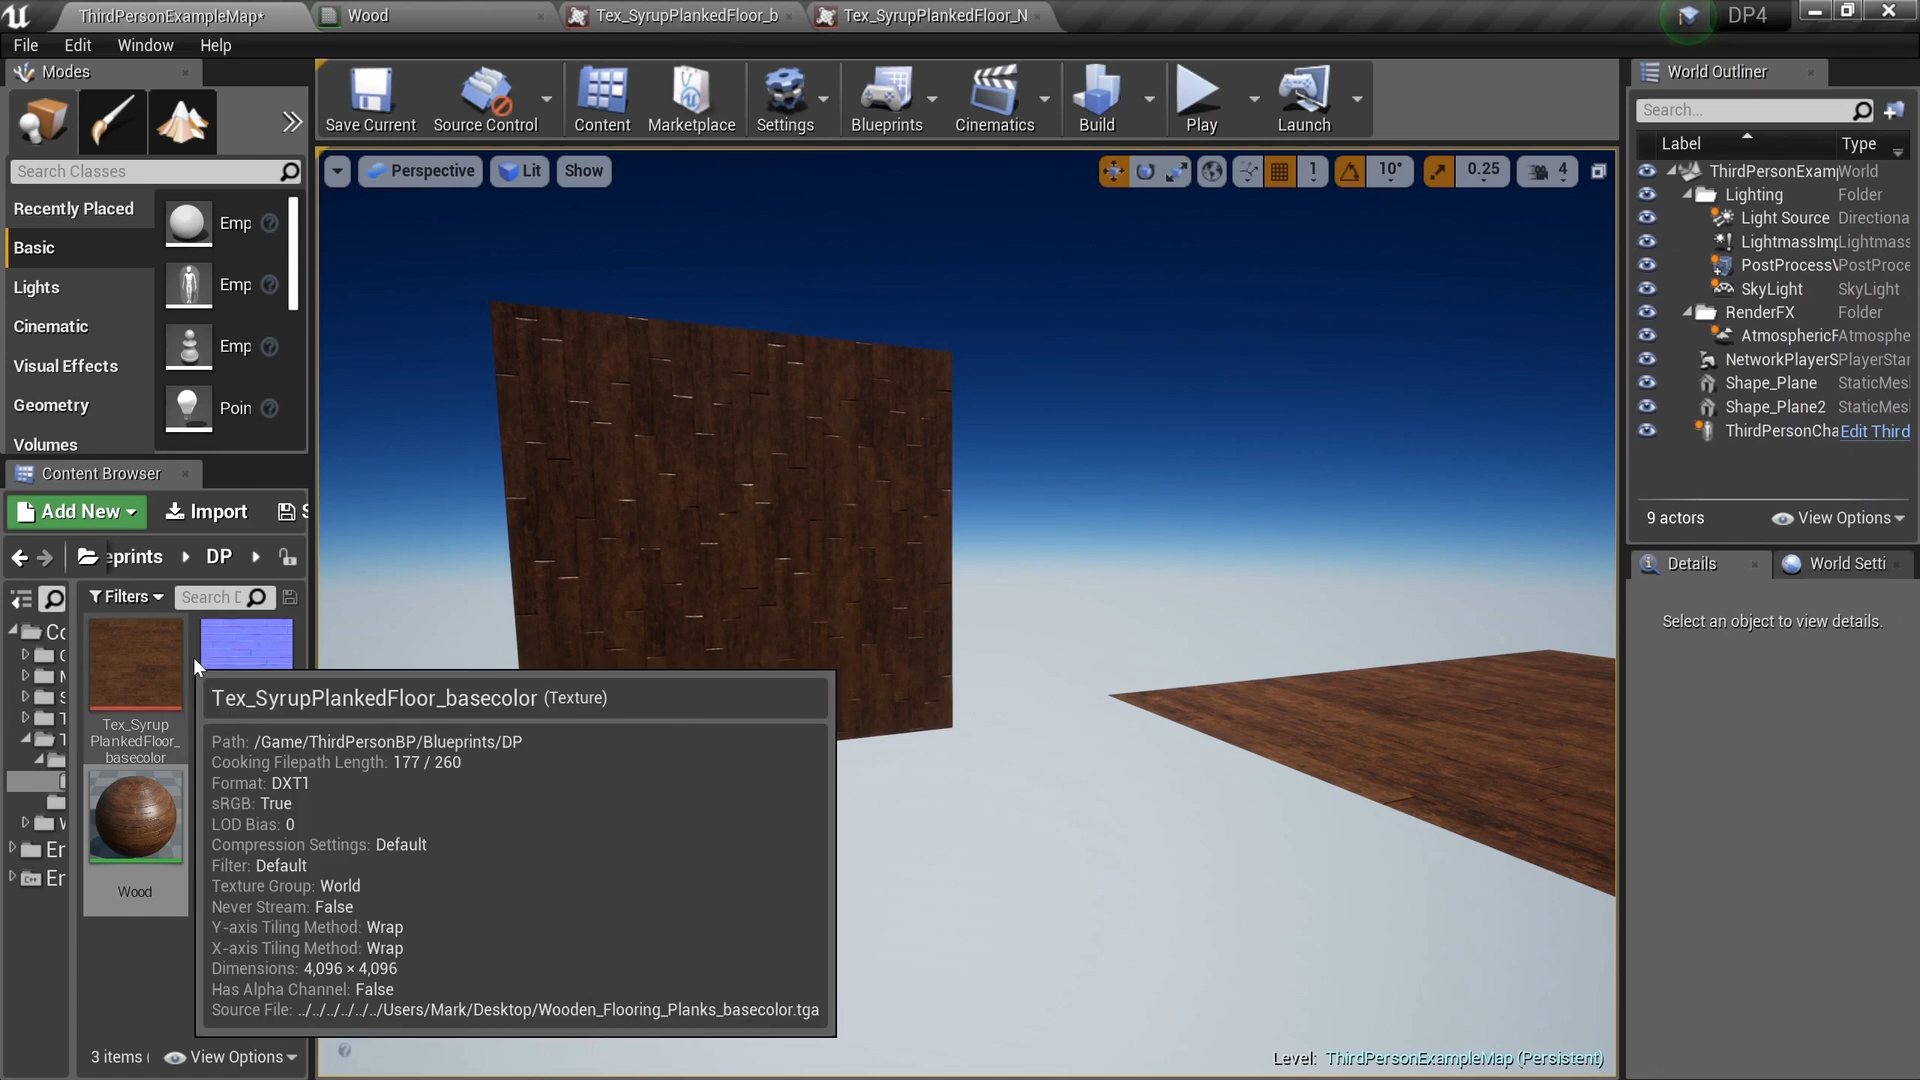 ThirdPersonExampleMap*
Wood
Tex_SyrupPlankedFloor_b
Tex_SyrupPlankedFloor_N
DP4
File
Edit
Window
Help
Modes
Search Classes
Recently Placed
Basic
Lights
Cinematic
Visual Effects
Geometry
Volumes
Emp
Emp
Emp
Poin
Save Current
Source Control
Content
Marketplace
Settings
Blueprints
Cinematics
Build
Play
Launch
Perspective
Lit
Show
1
10°
0.25
4
World Outliner
Search...
Label
Type
ThirdPersonExam
World
Lighting
Folder
Light Source
Directiona
LightmassImp
Lightmass
PostProcessV
PostProce
SkyLight
SkyLight
RenderFX
Folder
AtmosphericF
Atmosphe
NetworkPlayerS
PlayerStar
Shape_Plane
StaticMesh
Shape_Plane2
StaticMesh
ThirdPersonCha
Edit Third
9 actors
View Options
Details
World Setti
Select an object to view details.
Content Browser
Add New
Import
S
eprints
DP
Filters
Search
Tex_Syrup
PlankedFloor_
basecolor
Wood
3 items (
View Options
Tex_SyrupPlankedFloor_basecolor (Texture)
Path: /Game/ThirdPersonBP/Blueprints/DP
Cooking Filepath Length: 177 / 260
Format: DXT1
sRGB: True
LOD Bias: 0
Compression Settings: Default
Filter: Default
Texture Group: World
Never Stream: False
Y-axis Tiling Method: Wrap
X-axis Tiling Method: Wrap
Dimensions: 4,096 × 4,096
Has Alpha Channel: False
Source File: ../../../../../../Users/Mark/Desktop/Wooden_Flooring_Planks_basecolor.tga
Level: ThirdPersonExampleMap (Persistent)